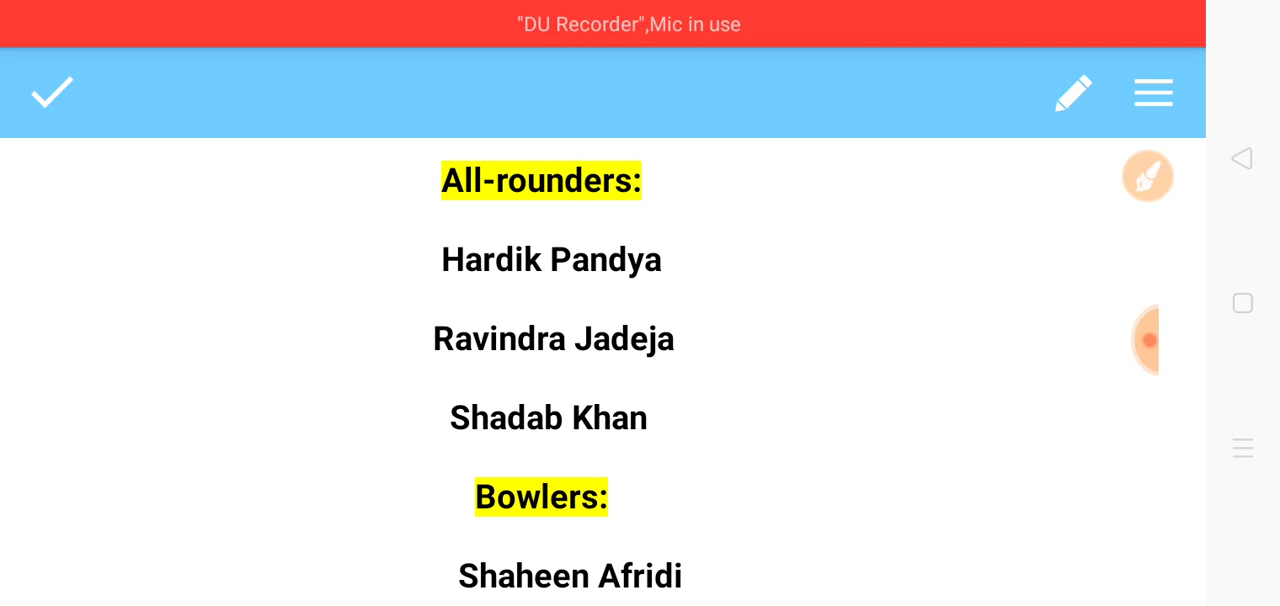 "DU Recorder",Mic in use
All-rounders:
Hardik Pandya
Ravindra Jadeja
Shadab Khan
Bowlers:
Shaheen Afridi